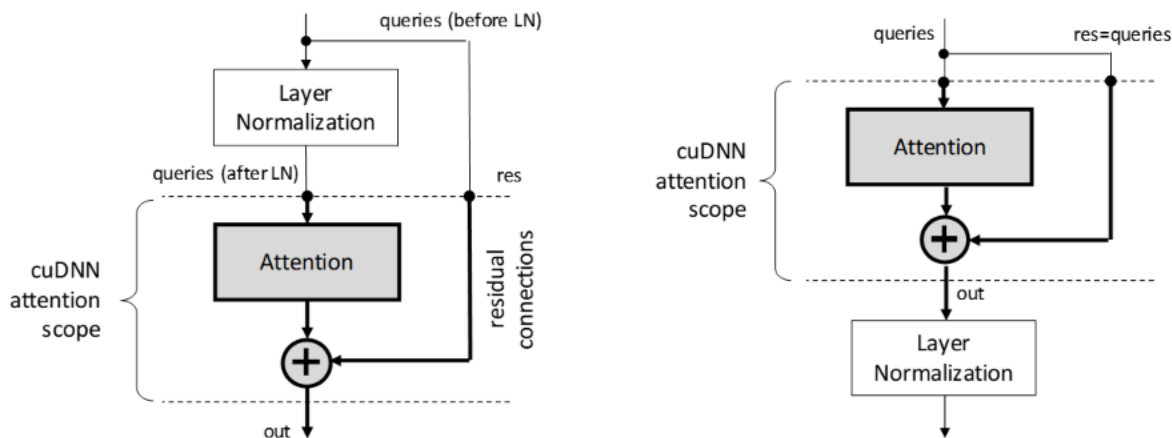 queries (before LN)
Layer
Normalization
queries (after LN)
res
cuDNN
attention
scope
Attention
residual
connections
+
out
queries
res=queries
cuDNN
attention
scope
Attention
+
out
Layer
Normalization